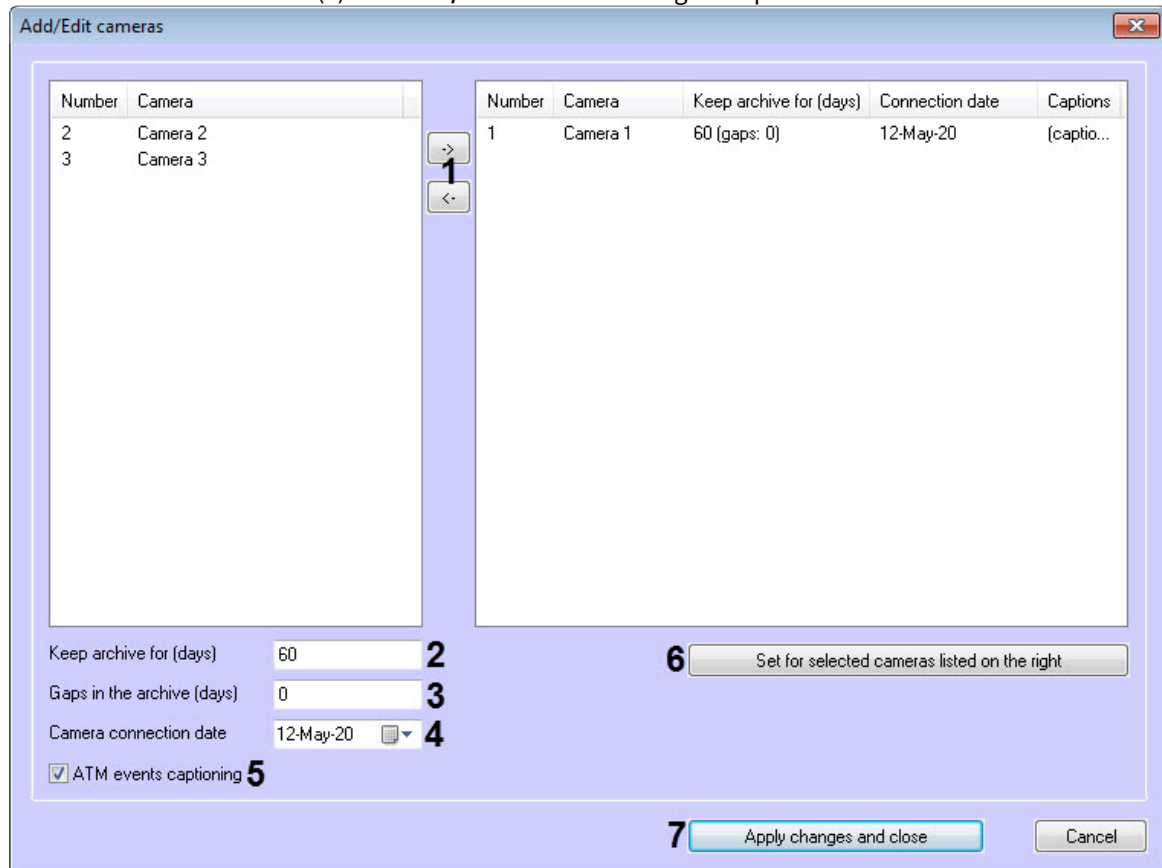 Add/Edit cameras
Number Camera
2 Camera 2
3 Camera 3
->
1
<-
Number Camera Keep archive for (days) Connection date Captions
1 Camera 1 60 (gaps: 0) 12-May-20 (captio...
Keep archive for (days) 60 2
Gaps in the archive (days) 0 3
Camera connection date 12-May-20 4
ATM events captioning 5
6 Set for selected cameras listed on the right
7 Apply changes and close Cancel